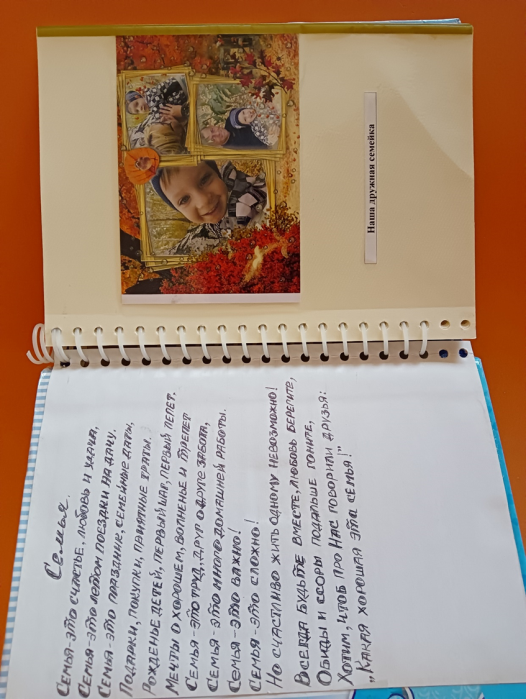 Наша дружная семейка
Семья.
Семья-это счастье, любовь и удача,
Семья-это летом поездки на дачу.
Семья-это праздник, семейные даты,
Подарки, покупки, приятные траты.
Рожденье детей, первый шаг, первый лепет.
Мечты о хорошем, волненье и трепет
Семья-это труд, друг о друге забота,
Семья-это много домашней работы.
Семья-это важно!
Семья-это сложно!
Но счастливо жить одному невозможно!
Всегда будьте вместе, любовь берегите,
Обиды и ссоры подальше гоните,
Хотим, чтоб про нас говорили друзья:
"Какая хорошая эта семья!"